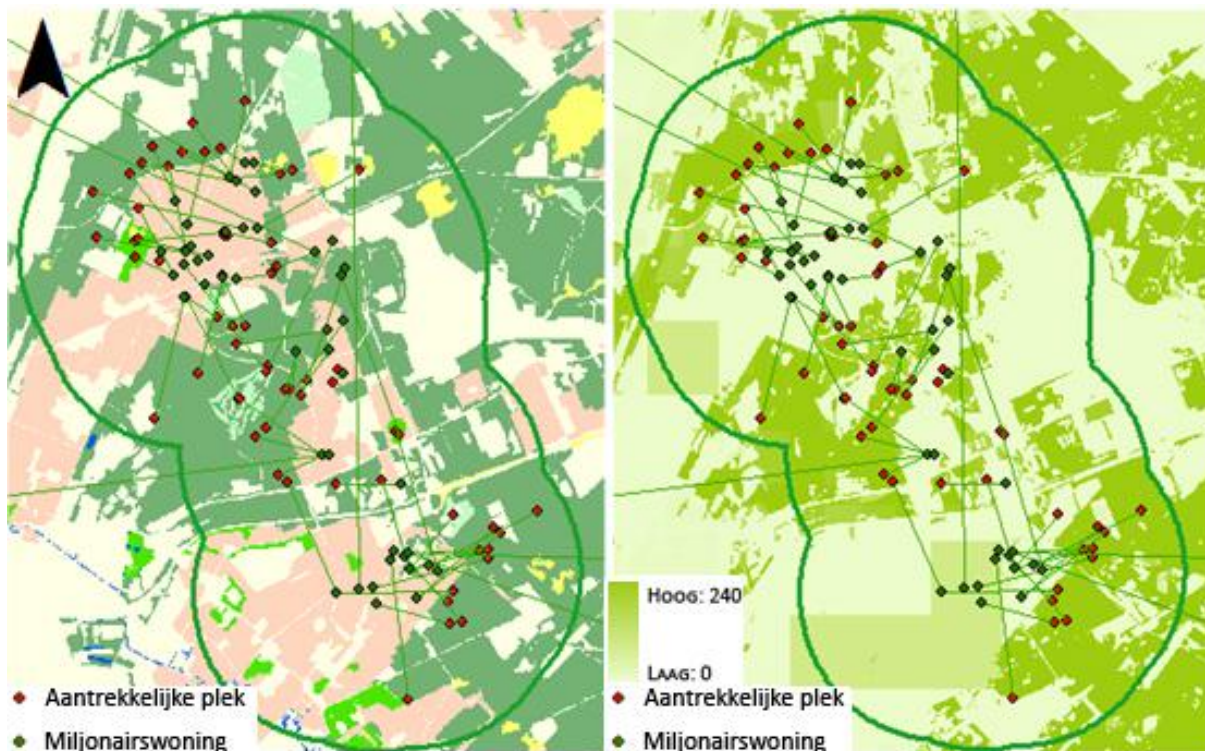 Hoog: 240
Laag: 0
Aantrekkelijke plek
Miljonairswoning
Aantrekkelijke plek
Miljonairswoning